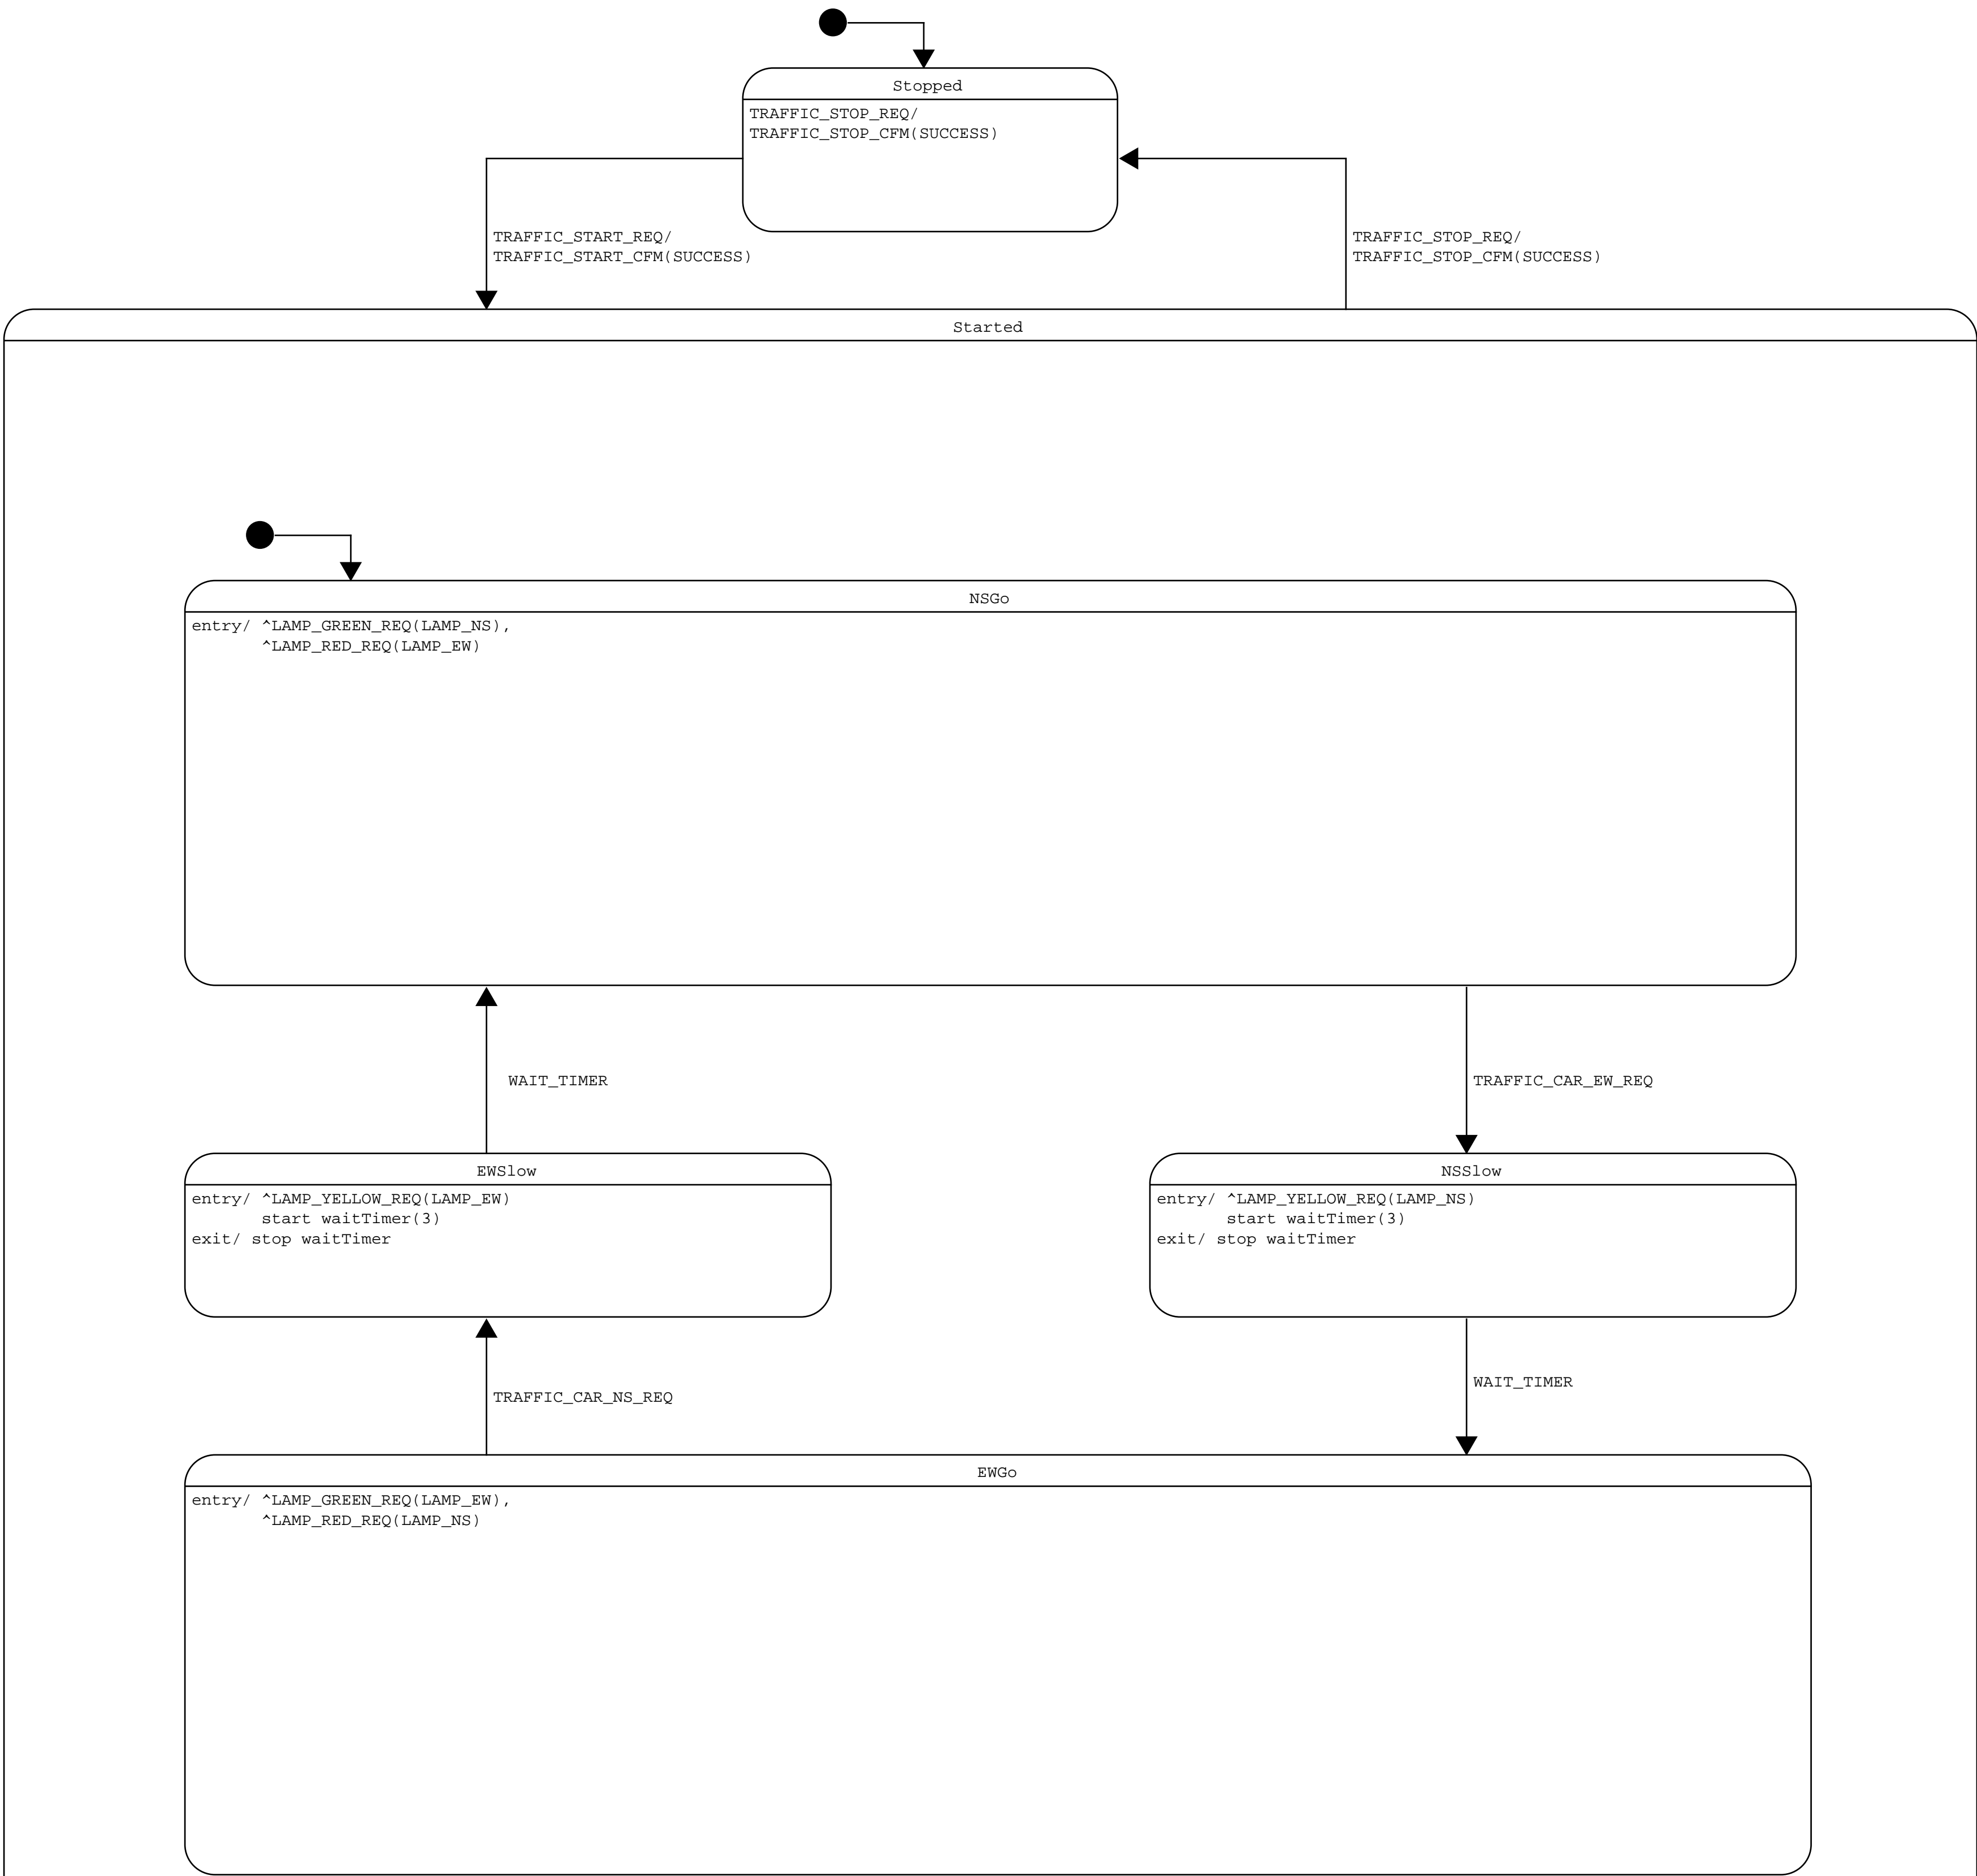 Stopped
TRAFFIC_STOP_REQ/
TRAFFIC_STOP_CFM(SUCCESS)
TRAFFIC_START_REQ/
TRAFFIC_START_CFM(SUCCESS)
TRAFFIC_STOP_REQ/
TRAFFIC_STOP_CFM(SUCCESS)
Started
NSGo
entry/ ^LAMP_GREEN_REQ(LAMP_NS),
^LAMP_RED_REQ(LAMP_EW)
WAIT_TIMER
TRAFFIC_CAR_EW_REQ
EWSlow
entry/ ^LAMP_YELLOW_REQ(LAMP_EW)
start waitTimer(3)
exit/ stop waitTimer
NSSlow
entry/ ^LAMP_YELLOW_REQ(LAMP_NS)
start waitTimer(3)
exit/ stop waitTimer
TRAFFIC_CAR_NS_REQ
WAIT_TIMER
EWGo
entry/ ^LAMP_GREEN_REQ(LAMP_EW),
^LAMP_RED_REQ(LAMP_NS)